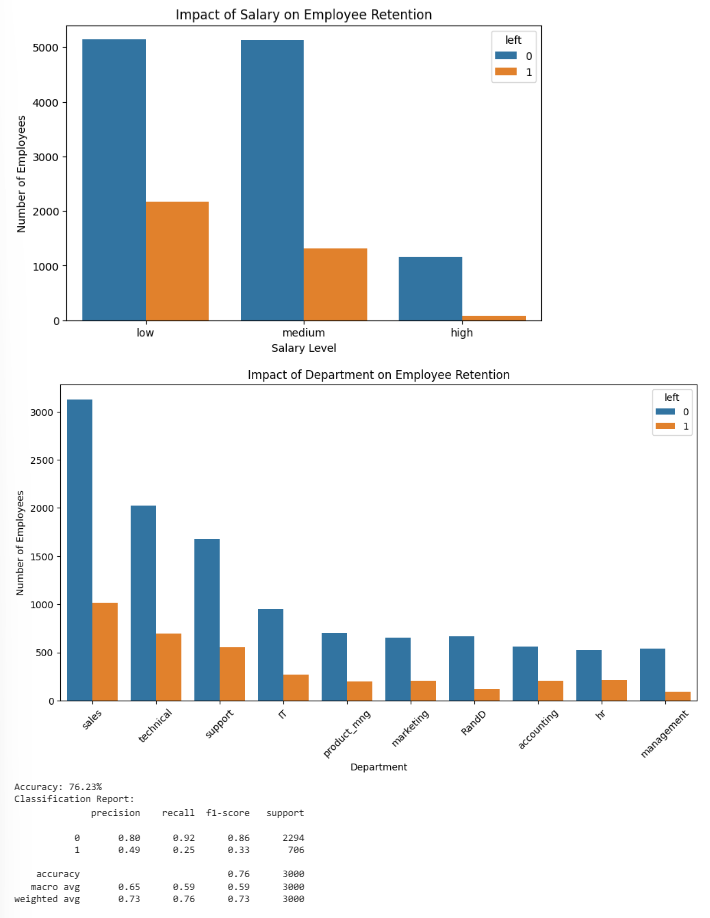 Impact of Salary on Employee Retention
left
0
1
5000
4000
3000
2000
1000
0
Number of Employees
low medium high
Salary Level
Impact of Department on Employee Retention
left
0
1
3000
2500
2000
1500
1000
500
0
Number of Employees
sales technical support IT product_mng marketing RandD accounting hr management
Department
Accuracy: 76.23%
Classification Report:
precision recall f1-score support
0 0.80 0.92 0.86 2294
1 0.49 0.25 0.33 706
accuracy 0.76 3000
macro avg 0.65 0.59 0.59 3000
weighted avg 0.73 0.76 0.73 3000